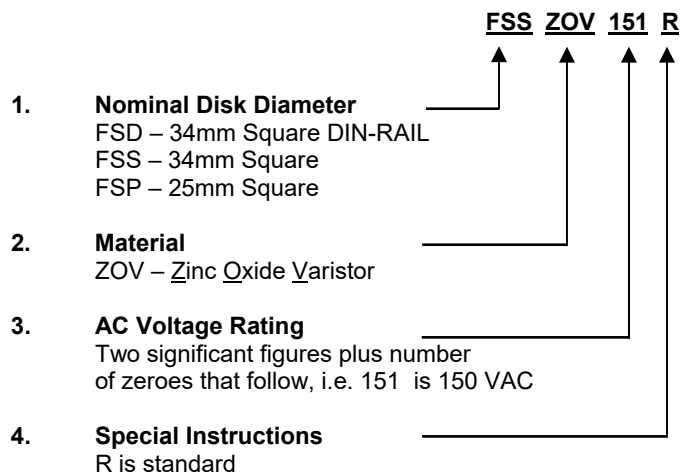 FSS ZOV 151 R
1. Nominal Disk Diameter
FSD – 34mm Square DIN-RAIL
FSS – 34mm Square
FSP – 25mm Square
2. Material
ZOV – Zinc Oxide Varistor
3. AC Voltage Rating
Two significant figures plus number
of zeroes that follow, i.e. 151 is 150 VAC
4. Special Instructions
R is standard